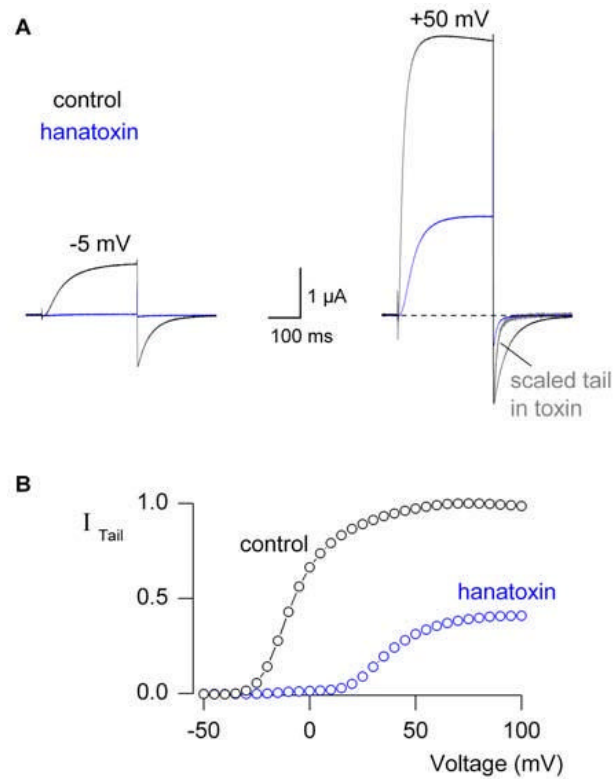 A
+50 mV
control
hanatoxin
-5 mV
1 µA
100 ms
scaled tail
in toxin
B
1.0
I Tail
control
0.5
hanatoxin
0.0
-50
0
50
100
Voltage (mV)